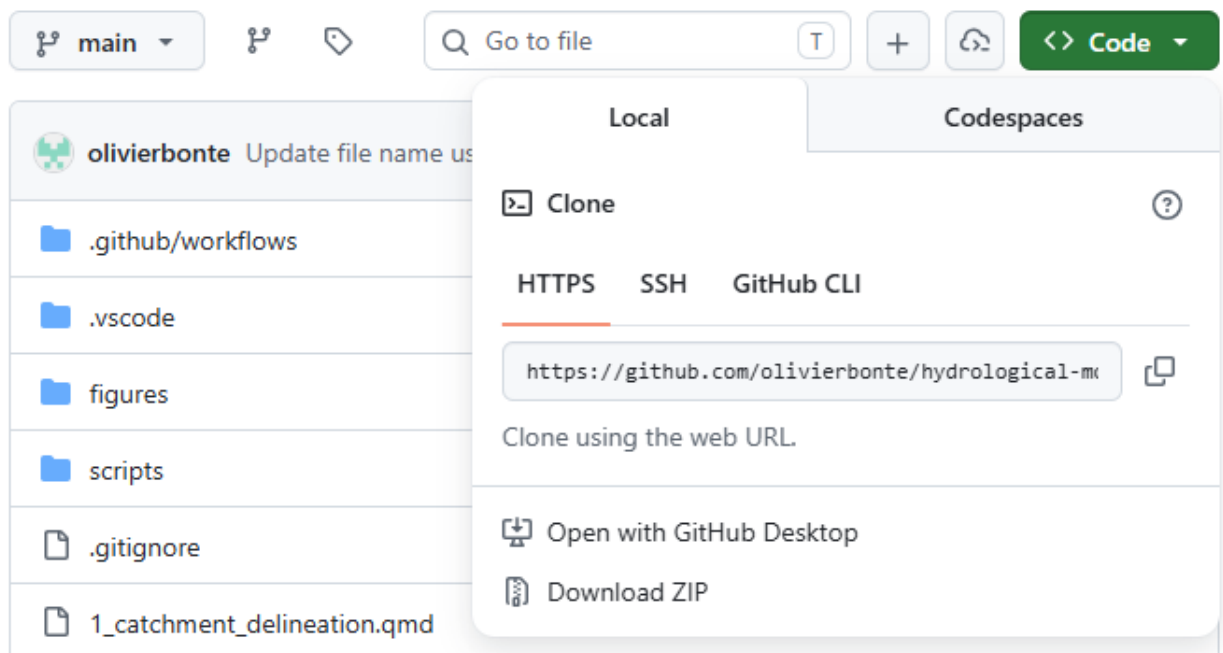 main
Go to file
T
Code
Local
Codespaces
olivierbonte Update file name us
Clone
.github/workflows
HTTPS SSH GitHub CLI
.vscode
https://github.com/olivierbonte/hydrological-mo
figures
Clone using the web URL.
scripts
Open with GitHub Desktop
.gitignore
Download ZIP
1_catchment_delineation.qmd